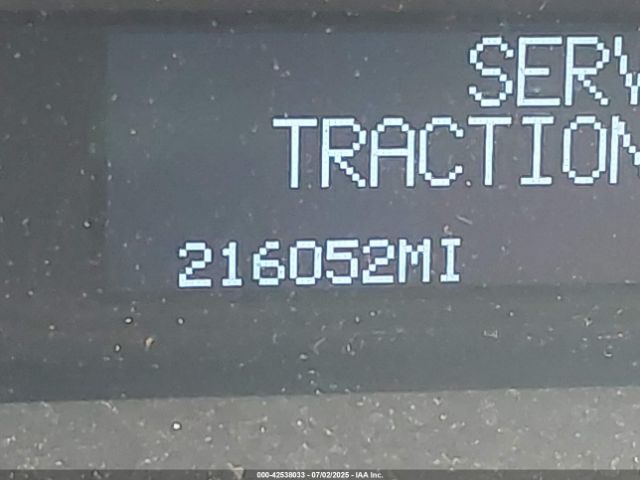 SERV
TRACTION
216052MI
000-42538033 - 07/02/2025 - IAA Inc.